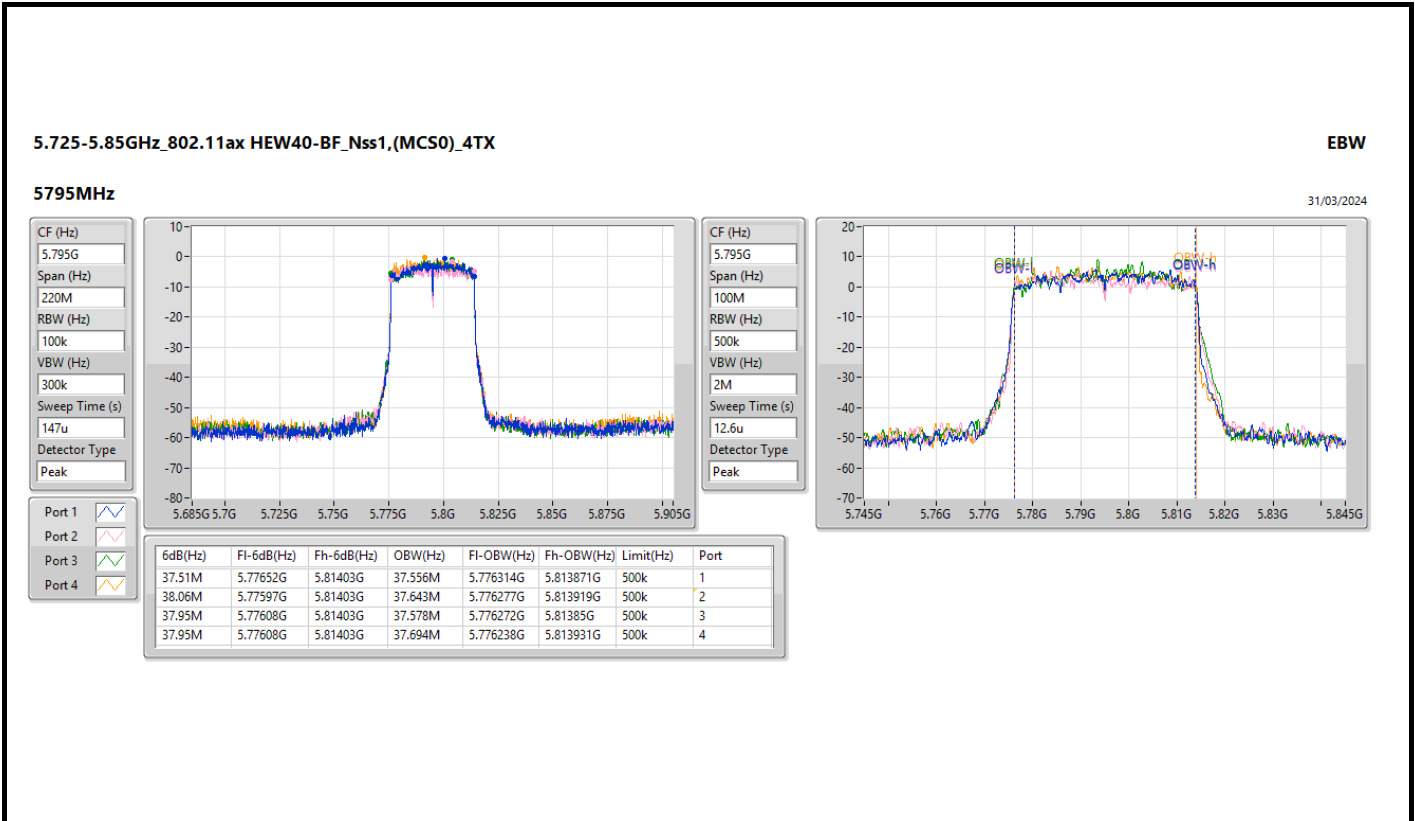 5.725-5.85GHz_802.11ax HEW40-BF_Nss1,(MCS0)_4TX
EBW
5795MHz
31/03/2024
CF (Hz)
5.795G
Span (Hz)
220M
RBW (Hz)
100k
VBW (Hz)
300k
Sweep Time (s)
147u
Detector Type
Peak
10
0
-10
-20
-30
-40
-50
-60
-70
-80
5.685G 5.7G 5.725G 5.75G 5.775G 5.8G 5.825G 5.85G 5.875G 5.905G
CF (Hz)
5.795G
Span (Hz)
100M
RBW (Hz)
500k
VBW (Hz)
2M
Sweep Time (s)
12.6u
Detector Type
Peak
20
10
0
-10
-20
-30
-40
-50
-60
-70
OBW-l
OBW-h
5.745G 5.76G 5.77G 5.78G 5.79G 5.8G 5.81G 5.82G 5.83G 5.845G
Port 1
Port 2
Port 3
Port 4
6dB(Hz) Fl-6dB(Hz) Fh-6dB(Hz) OBW(Hz) Fl-OBW(Hz) Fh-OBW(Hz) Limit(Hz) Port
37.51M 5.77652G 5.81403G 37.556M 5.776314G 5.813871G 500k 1
38.06M 5.77597G 5.81403G 37.643M 5.776277G 5.813919G 500k 2
37.95M 5.77608G 5.81403G 37.578M 5.776272G 5.81385G 500k 3
37.95M 5.77608G 5.81403G 37.694M 5.776238G 5.813931G 500k 4